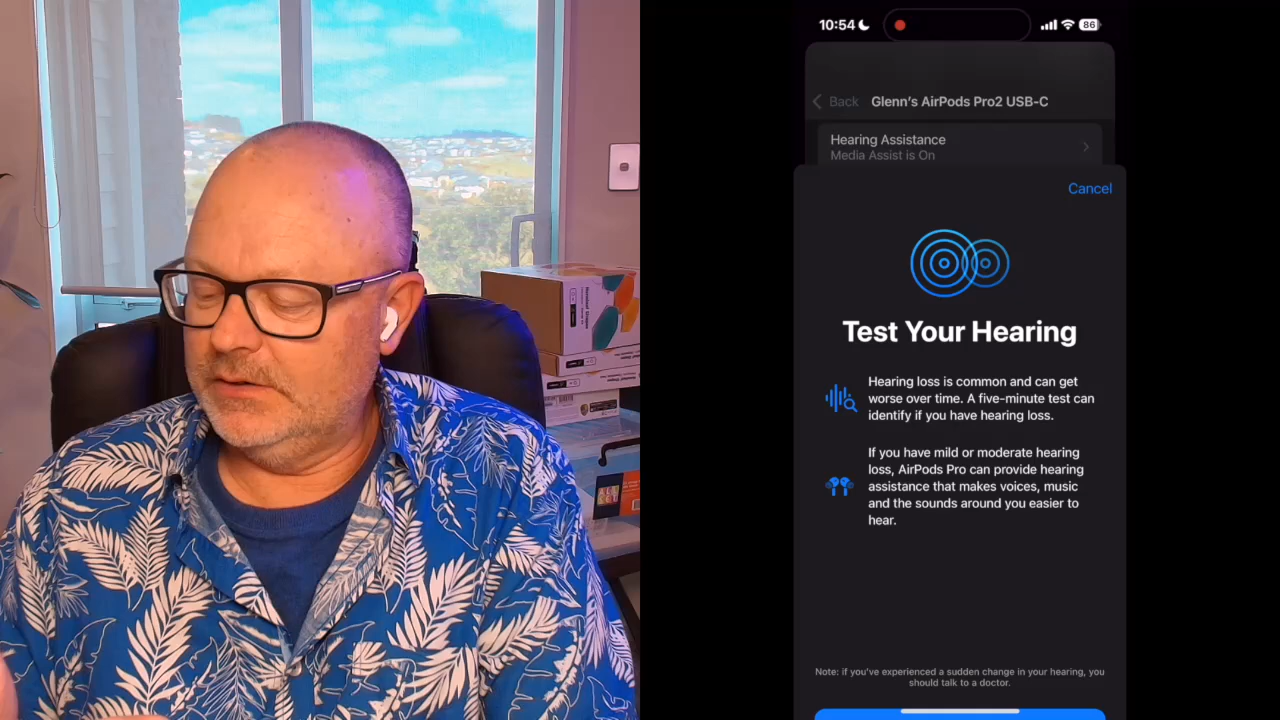 10:54
86
Back
Glenn's AirPods Pro2 USB-C
Hearing Assistance
Media Assist is On
Cancel
Test Your Hearing
Hearing loss is common and can get
worse over time. A five-minute test can
identify if you have hearing loss.
If you have mild or moderate hearing
loss, AirPods Pro can provide hearing
assistance that makes voices, music
and the sounds around you easier to
hear.
Note: if you've experienced a sudden change in your hearing, you
should talk to a doctor.